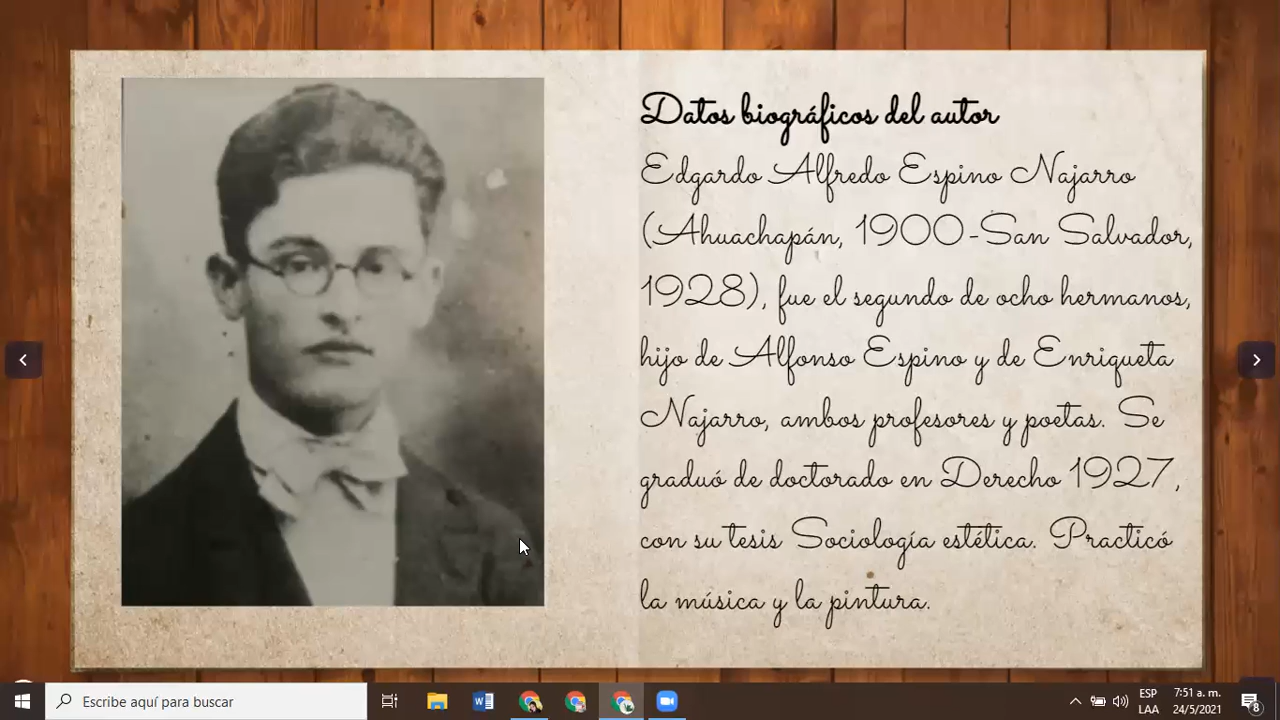 Datos biográficos del autor
Edgardo Alfredo Espino Najarro
(Ahuachapán, 1900-San Salvador,
1928), fue el segundo de ocho hermanos,
hijo de Alfonso Espino y de Enriqueta
Najarro, ambos profesores y poetas. Se
graduó de doctorado en Derecho 1927,
con su tesis Sociología estética. Practicó
la música y la pintura.
Escribe aquí para buscar
ESP
LAA
7:51 a. m.
24/5/2021
8